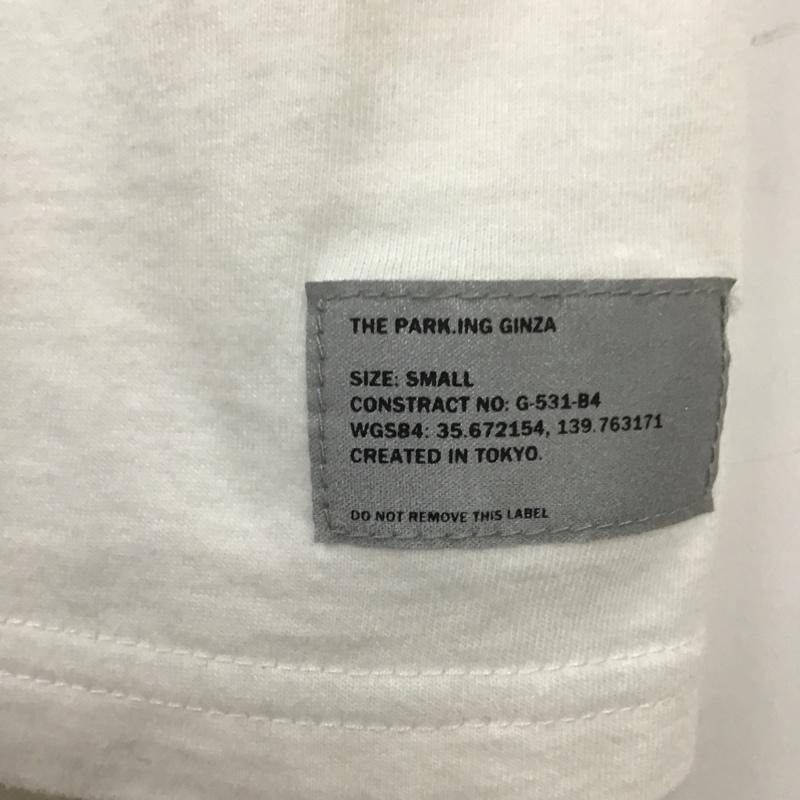 THE PARK.ING GINZA
SIZE: SMALL
CONSTRACT NO: G-531-B4
WGS84: 35.672154, 139.763171
CREATED IN TOKYO.
DO NOT REMOVE THIS LABEL